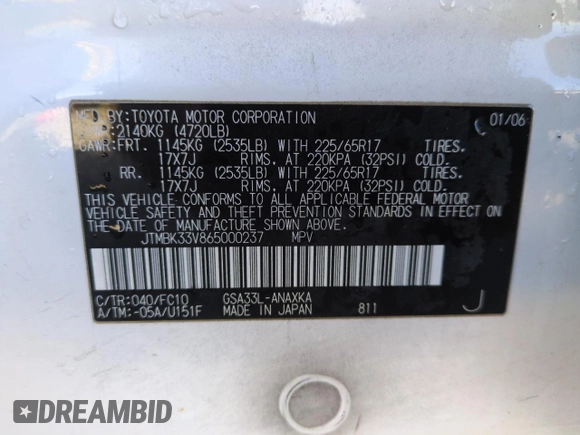 MFD.BY:TOYOTA MOTOR CORPORATION 01/06
:2140KG (4720LB)
GAWR:FRT. 1145KG (2535LB) WITH 225/65R17 TIRES.
17X7J RIMS. AT 220KPA (32PSI) COLD.
RR. 1145KG (2535LB) WITH 225/65R17 TIRES.
17X7J RIMS. AT 220KPA (32PSI) COLD.
THIS VEHICLE CONFORMS TO ALL APPLICABLE FEDERAL MOTOR
VEHICLE SAFETY AND THEFT PREVENTION STANDARDS IN EFFECT
ON THE DATE OF MANUFACTURE SHOWN ABOVE.
JTMBK33V865000237 MPV
C/TR:040/FC10 GSA33L-ANAXKA J
A/TM:-05A/U151F MADE IN JAPAN 811
DREAMBID